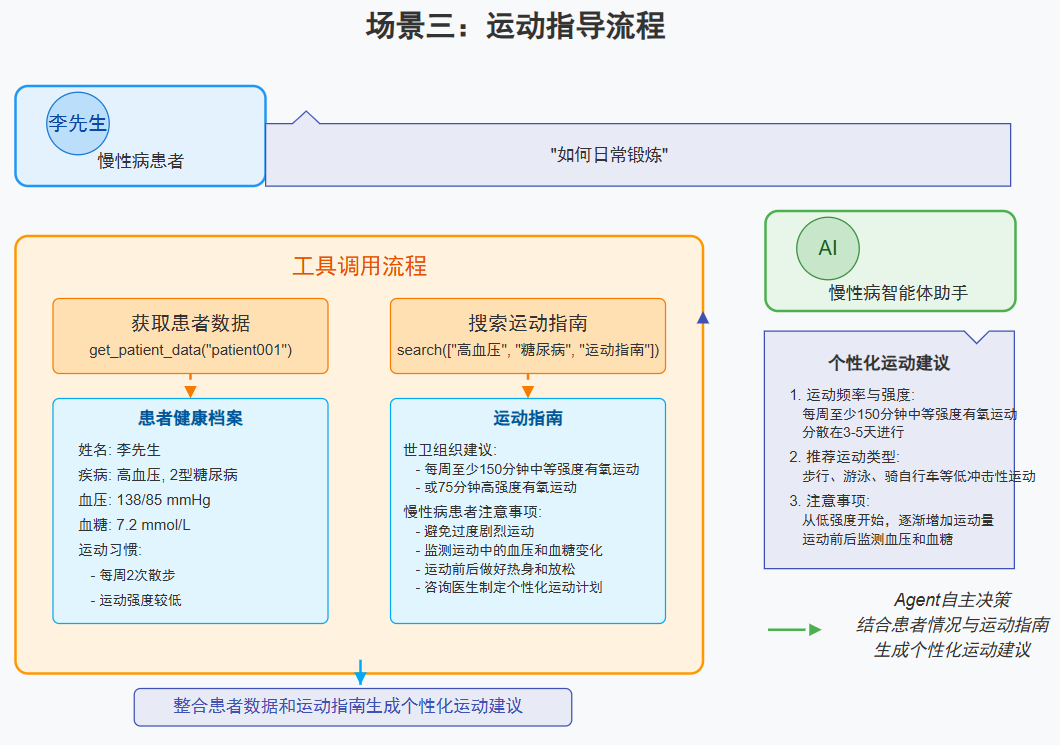 场景三：运动指导流程
李先生
慢性病患者
"如何日常锻炼"
工具调用流程
获取患者数据
get_patient_data("patient001")
患者健康档案
姓名: 李先生
疾病: 高血压, 2型糖尿病
血压: 138/85 mmHg
血糖: 7.2 mmol/L
运动习惯:
- 每周2次散步
- 运动强度较低
搜索运动指南
search(["高血压", "糖尿病", "运动指南"])
运动指南
世卫组织建议:
- 每周至少150分钟中等强度有氧运动
- 或75分钟高强度有氧运动
慢性病患者注意事项:
- 避免过度剧烈运动
- 监测运动中的血压和血糖变化
- 运动前后做好热身和放松
- 咨询医生制定个性化运动计划
整合患者数据和运动指南生成个性化运动建议
AI
慢性病智能体助手
个性化运动建议
1. 运动频率与强度:
每周至少150分钟中等强度有氧运动
分散在3-5天进行
2. 推荐运动类型:
步行、游泳、骑自行车等低冲击性运动
3. 注意事项:
从低强度开始，逐渐增加运动量
运动前后监测血压和血糖
Agent自主决策
结合患者情况与运动指南
生成个性化运动建议